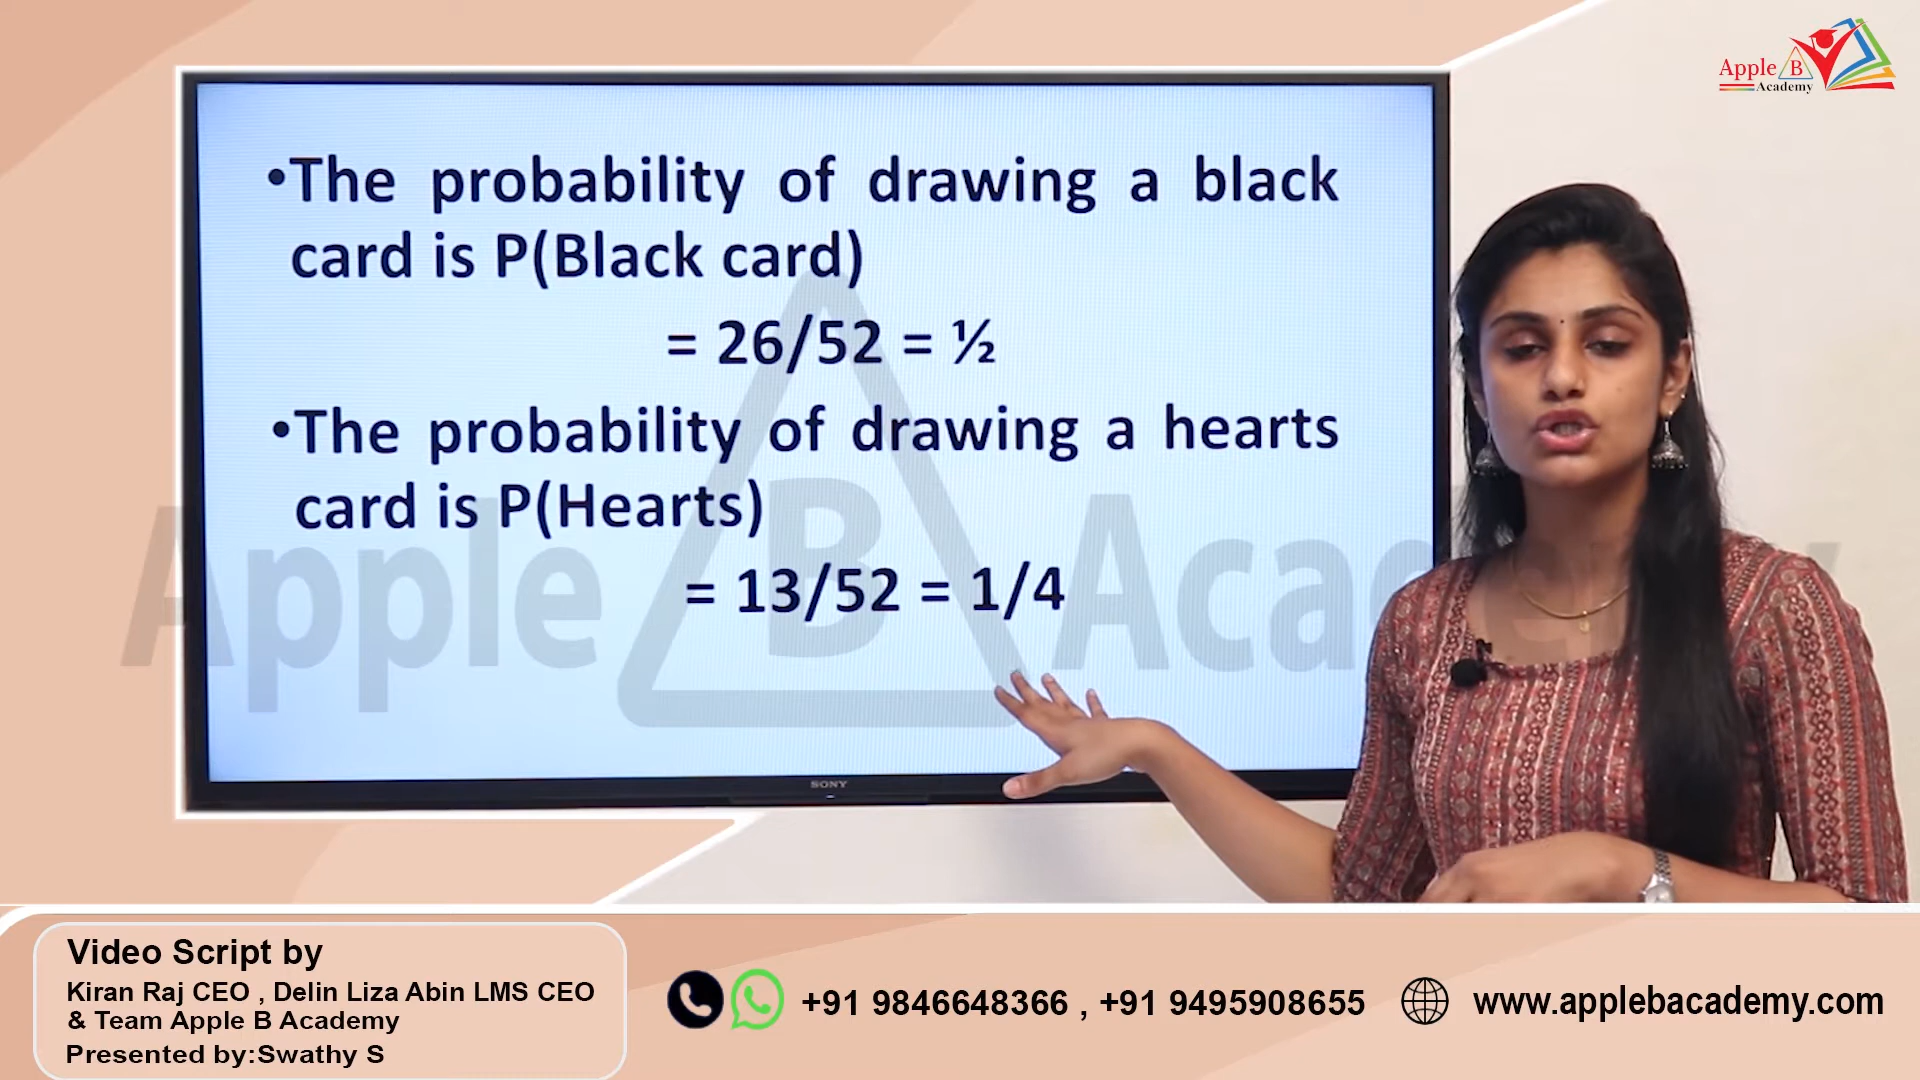 Apple B
Academy
•The probability of drawing a black
card is P(Black card)
= 26/52 = ½
•The probability of drawing a hearts
card is P(Hearts)
= 13/52 = 1/4
Apple B Academy
SONY
Video Script by
Kiran Raj CEO , Delin Liza Abin LMS CEO
& Team Apple B Academy
Presented by:Swathy S
+91 9846648366 , +91 9495908655
www.applebacademy.com